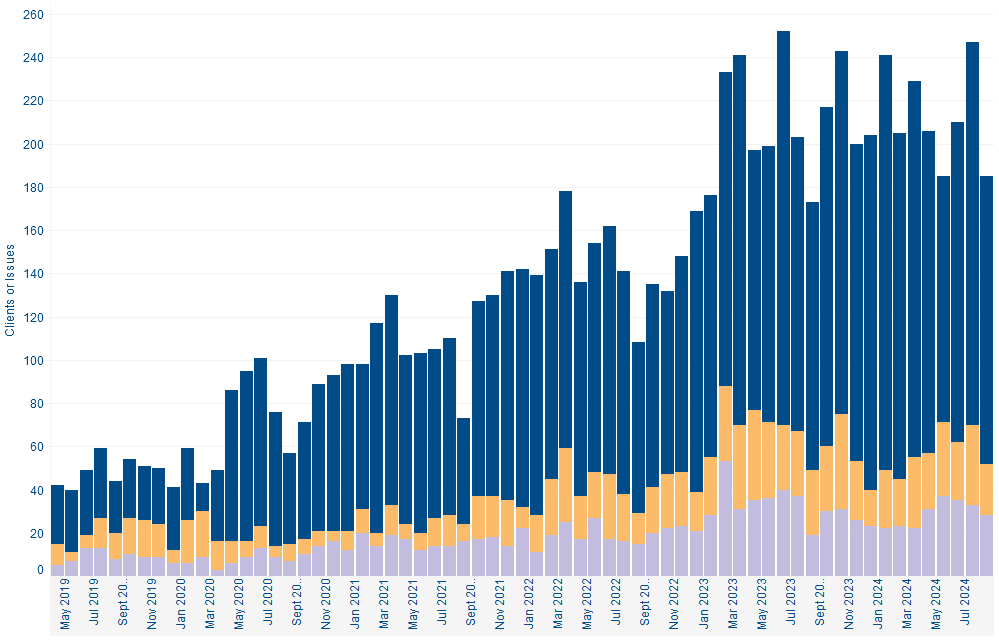 260
240
220
200
180
160
140
120
100
80
60
40
20
0
Clients or Issues
May 2019
Jul 2019
Sept 20..
Nov 2019
Jan 2020
Mar 2020
May 2020
Jul 2020
Sept 20..
Nov 2020
Jan 2021
Mar 2021
May 2021
Jul 2021
Sept 20..
Nov 2021
Jan 2022
Mar 2022
May 2022
Jul 2022
Sept 20..
Nov 2022
Jan 2023
Mar 2023
May 2023
Jul 2023
Sept 20..
Nov 2023
Jan 2024
Mar 2024
May 2024
Jul 2024